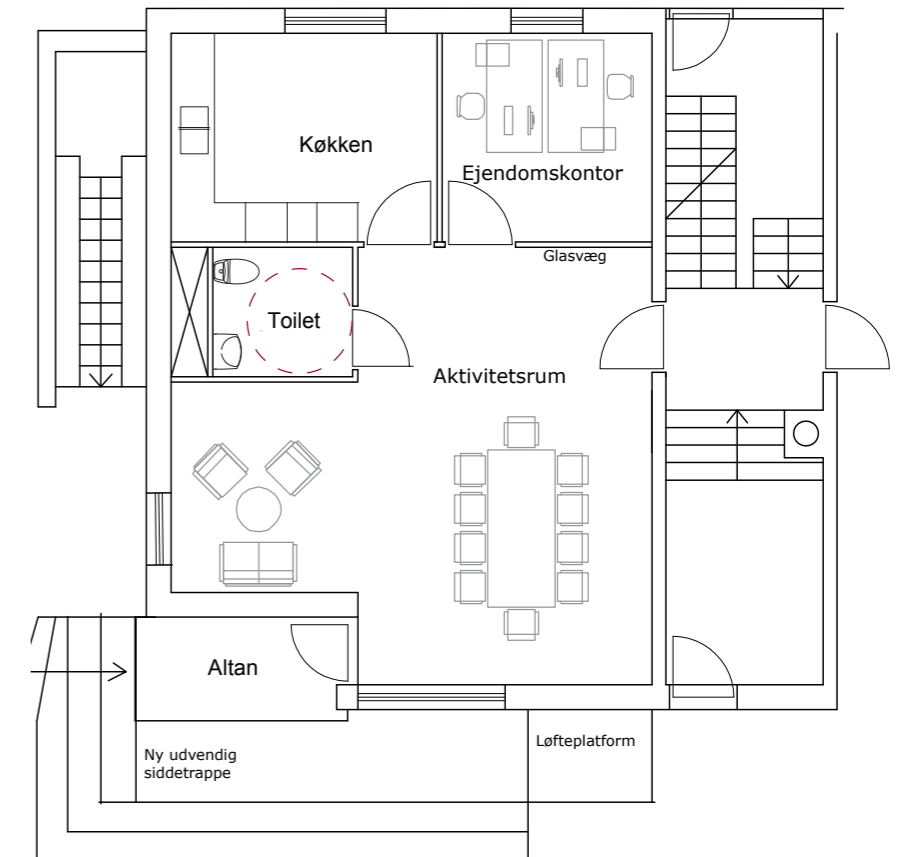 Køkken
Ejendomskontor
Glasvæg
Toilet
Aktivitetsrum
Altan
Ny udvendig
siddetrappe
Løfteplatform